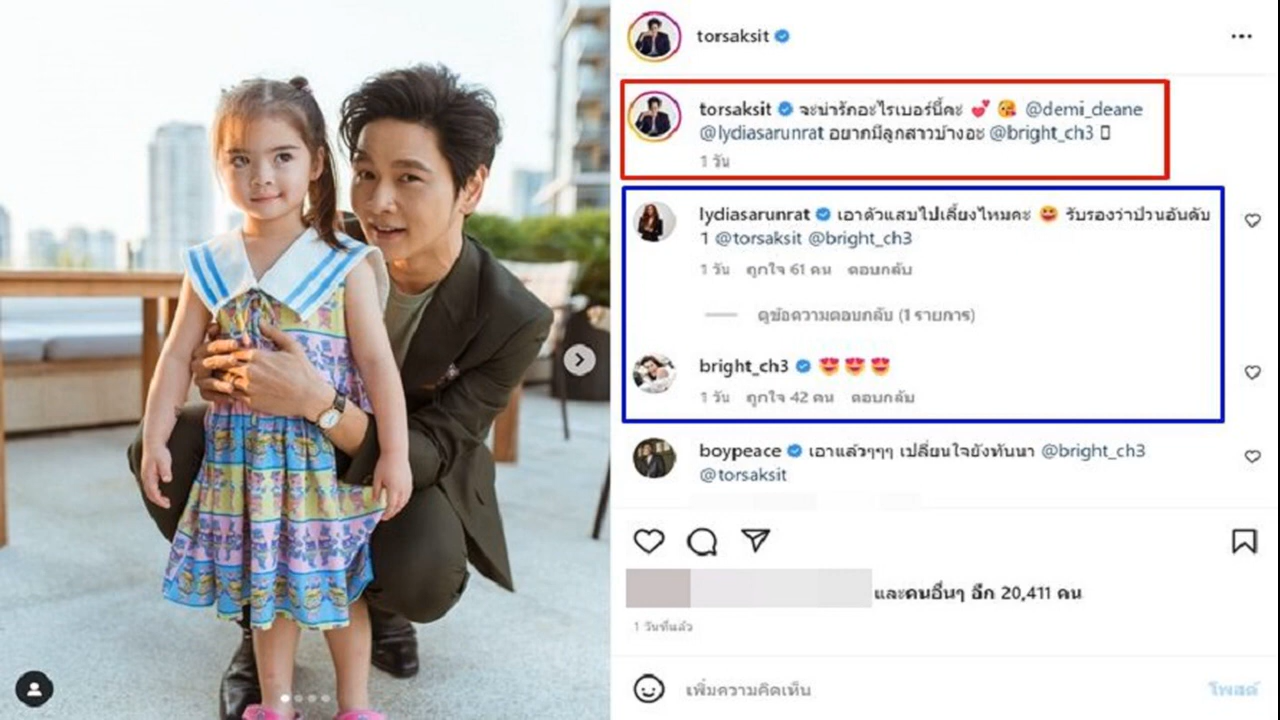 torsaksit
torsaksit จะน่ารักอะไรเบอร์นี้คะ 💕 😘 @demi_deane
@lydiasarunrat อยากมีลูกสาวบ้างอะ @bright_ch3 ▯
1 วัน
lydiasarunrat เอาตัวแสบไปเลี้ยงไหมคะ 😆 รับรองว่าป่วนอันดับ
1 @torsaksit @bright_ch3
1 วัน ถูกใจ 61 คน ตอบกลับ
ดูข้อความตอบกลับ (1 รายการ)
bright_ch3 😍 😍 😍
1 วัน ถูกใจ 42 คน ตอบกลับ
boypeace เอาแล้วๆๆๆ เปลี่ยนใจยังทันนา @bright_ch3
@torsaksit
และคนอื่นๆ อีก 20,411 คน
1 วันที่แล้ว
เพิ่มความคิดเห็น
โพสต์